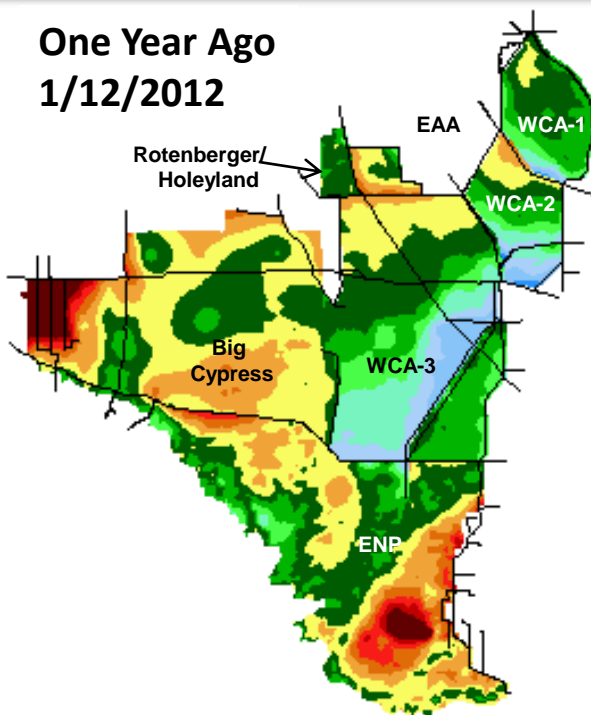 One Year Ago
1/12/2012
EAA
WCA-1
Rotenberger/
Holeyland
WCA-2
Big
Cypress
WCA-3
ENP